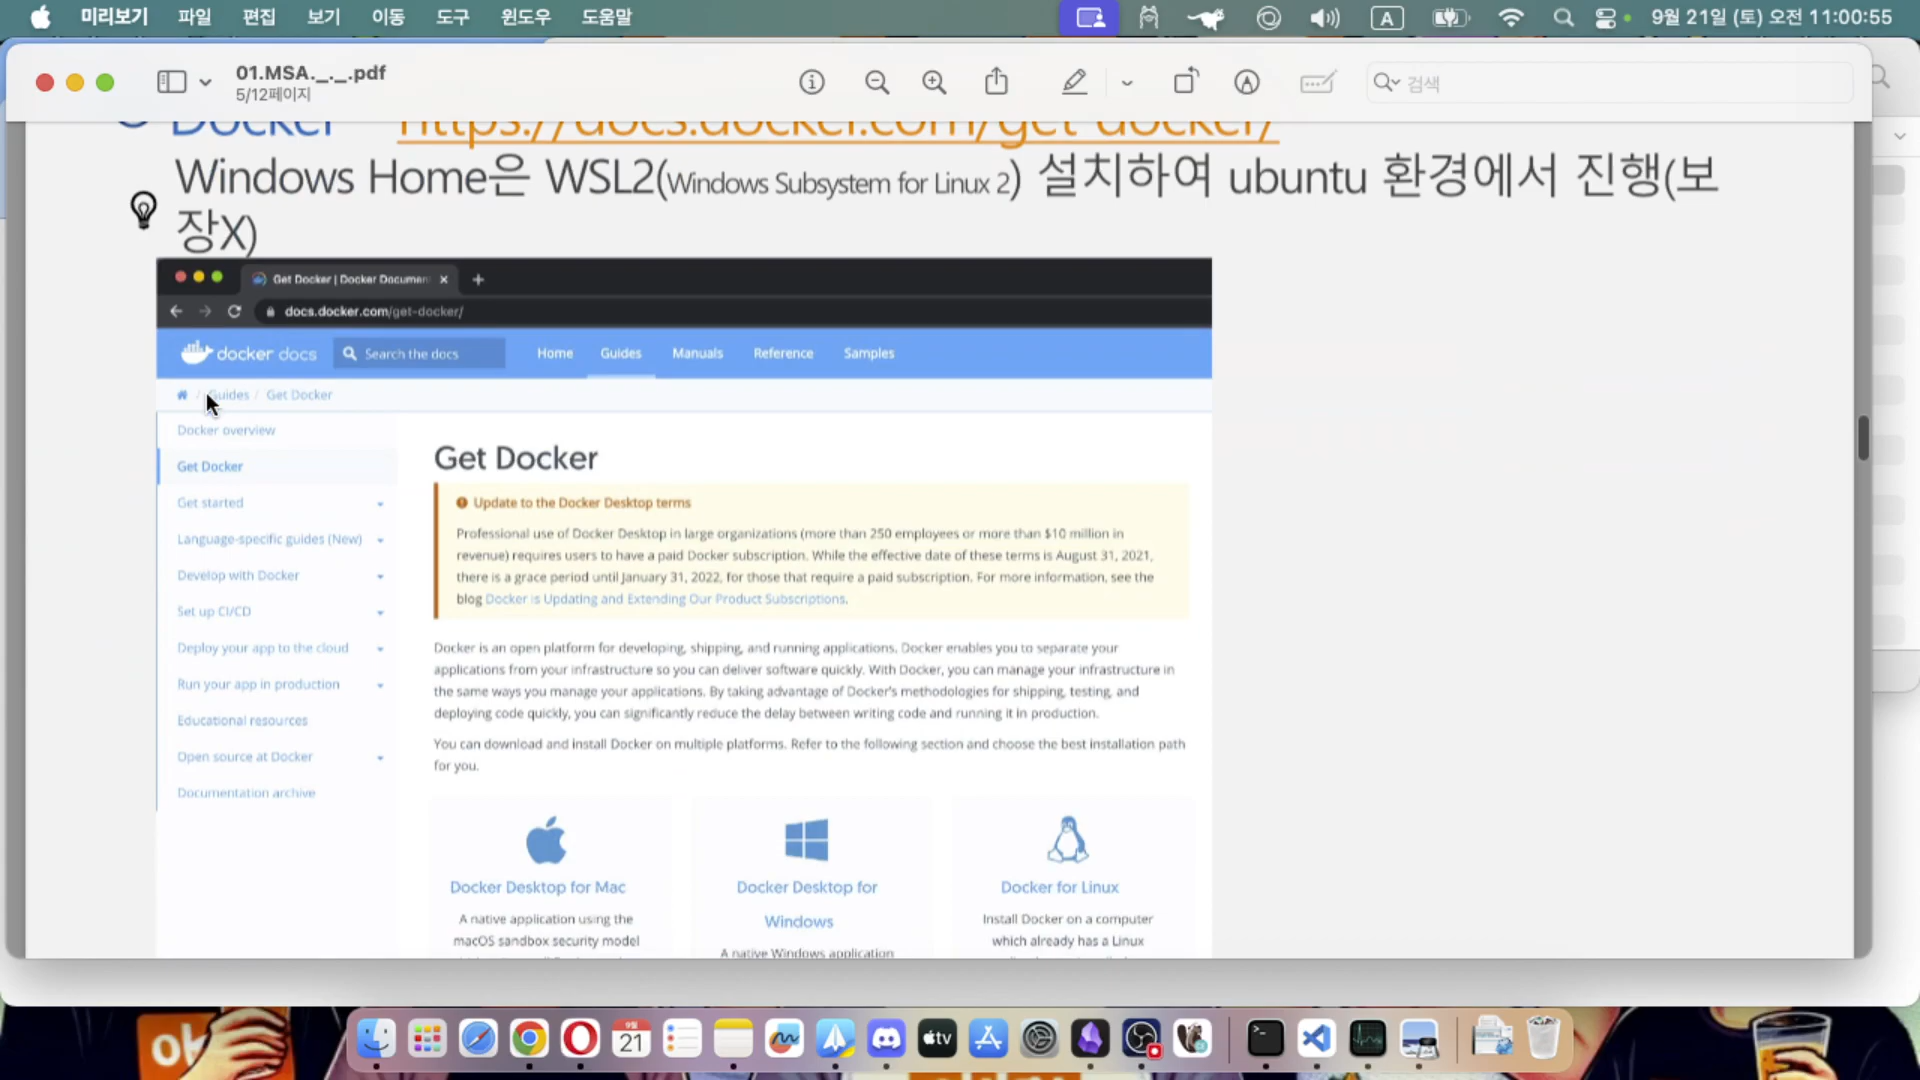 미리보기 파일 편집 보기 이동 도구 윈도우 도움말 A 9월 21일 (토) 오전 11:00:55
01.MSA._._.pdf
5/12페이지
검색
Docker https://docs.docker.com/get-docker/
Windows Home은 WSL2(Windows Subsystem for Linux 2) 설치하여 ubuntu 환경에서 진행(보
장X)
Get Docker | Docker Documen
docs.docker.com/get-docker/
docker docs Search the docs Home Guides Manuals Reference Samples
/ Guides / Get Docker
Docker overview
Get Docker
Get started
Language-specific guides (New)
Develop with Docker
Set up CI/CD
Deploy your app to the cloud
Run your app in production
Educational resources
Open source at Docker
Documentation archive
Get Docker
Update to the Docker Desktop terms
Professional use of Docker Desktop in large organizations (more than 250 employees or more than $10 million in
revenue) requires users to have a paid Docker subscription. While the effective date of these terms is August 31, 2021,
there is a grace period until January 31, 2022, for those that require a paid subscription. For more information, see the
blog Docker is Updating and Extending Our Product Subscriptions.
Docker is an open platform for developing, shipping, and running applications. Docker enables you to separate your
applications from your infrastructure so you can deliver software quickly. With Docker, you can manage your infrastructure in
the same ways you manage your applications. By taking advantage of Docker's methodologies for shipping, testing, and
deploying code quickly, you can significantly reduce the delay between writing code and running it in production.
You can download and install Docker on multiple platforms. Refer to the following section and choose the best installation path
for you.
Docker Desktop for Mac
A native application using the
macOS sandbox security model
Docker Desktop for
Windows
A native Windows application
Docker for Linux
Install Docker on a computer
which already has a Linux
ok
9월
21
tv